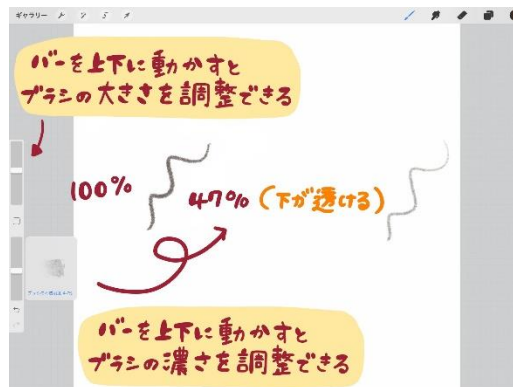 ギャラリー
バーを上下に動かすと
ブラシの大きさを調整できる
100%
47%(下が透ける)
バーを上下に動かすと
ブラシの濃さを調整できる